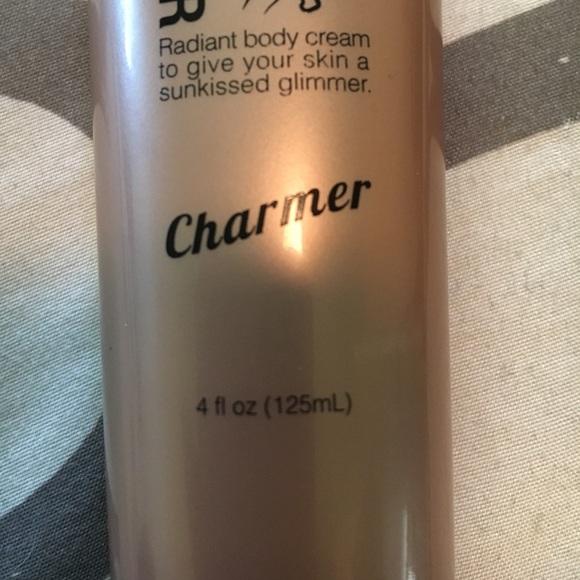 Radiant body cream
to give your skin a
sunkissed glimmer.
Charmer
4 fl oz (125mL)